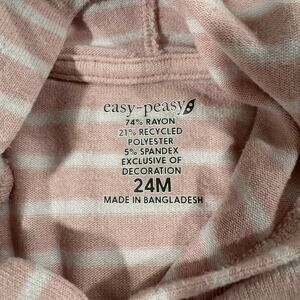 easy-peasy
74% RAYON
21% RECYCLED
POLYESTER
5% SPANDEX
EXCLUSIVE OF
DECORATION
24M
MADE IN BANGLADESH